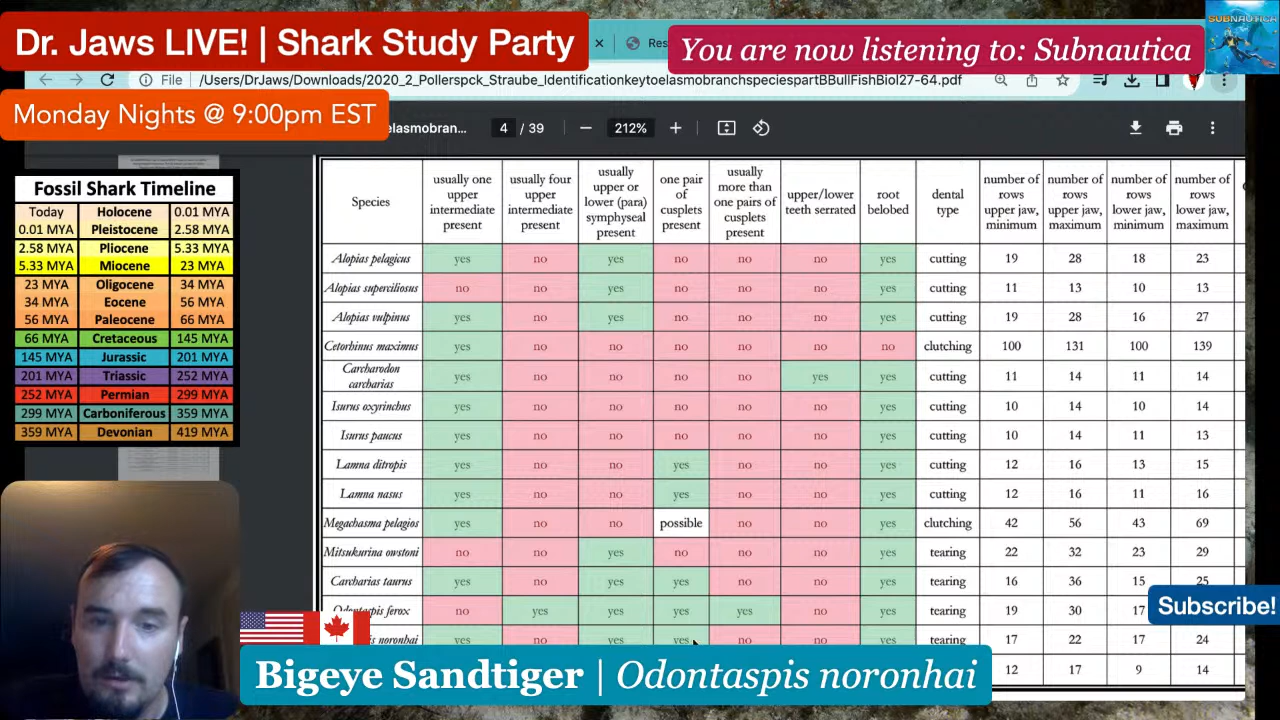 Dr. Jaws LIVE! | Shark Study Party
You are now listening to: Subnautica
SUBNAUTICA
File /Users/DrJaws/Downloads/2020_2_Pollerspck_Straube_IdentificationkeytoelasmobranchspeciespartBBullFishBiol27-64.pdf
Monday Nights @ 9:00pm EST
elasmobran... 4 / 39 212%
Fossil Shark Timeline
Today Holocene 0.01 MYA
0.01 MYA Pleistocene 2.58 MYA
2.58 MYA Pliocene 5.33 MYA
5.33 MYA Miocene 23 MYA
23 MYA Oligocene 34 MYA
34 MYA Eocene 56 MYA
56 MYA Paleocene 66 MYA
66 MYA Cretaceous 145 MYA
145 MYA Jurassic 201 MYA
201 MYA Triassic 252 MYA
252 MYA Permian 299 MYA
299 MYA Carboniferous 359 MYA
359 MYA Devonian 419 MYA
Species usually one upper intermediate present usually four upper intermediate present usually upper or lower (para) symphyseal present one pair of cusplets present usually more than one pairs of cusplets present upper/lower teeth serrated root belobed dental type number of rows upper jaw, minimum number of rows upper jaw, maximum number of rows lower jaw, minimum number of rows lower jaw, maximum
Alopias pelagicus yes no yes no no no yes cutting 19 28 18 23
Alopias superciliosus no no yes no no no yes cutting 11 13 10 13
Alopias vulpinus yes no yes no no no yes cutting 19 28 16 27
Cetorhinus maximus yes no no no no no no clutching 100 131 100 139
Carcharodon carcharias yes no no no no yes yes cutting 11 14 11 14
Isurus oxyrinchus yes no no no no no yes cutting 10 14 10 14
Isurus paucus yes no no no no no yes cutting 10 14 11 13
Lamna ditropis yes no no yes no no yes cutting 12 16 13 15
Lamna nasus yes no no yes no no yes cutting 12 16 11 16
Megachasma pelagios yes no no possible no no yes clutching 42 56 43 69
Mitsukurina owstoni no no yes no no no yes tearing 22 32 23 29
Carcharias taurus yes no yes yes no no yes tearing 16 36 15 25
Odontaspis ferox no yes yes yes yes no yes tearing 19 30 17
is noronhai yes no yes yes no no yes tearing 17 22 17 24
12 17 9 14
Subscribe!
Bigeye Sandtiger | Odontaspis noronhai